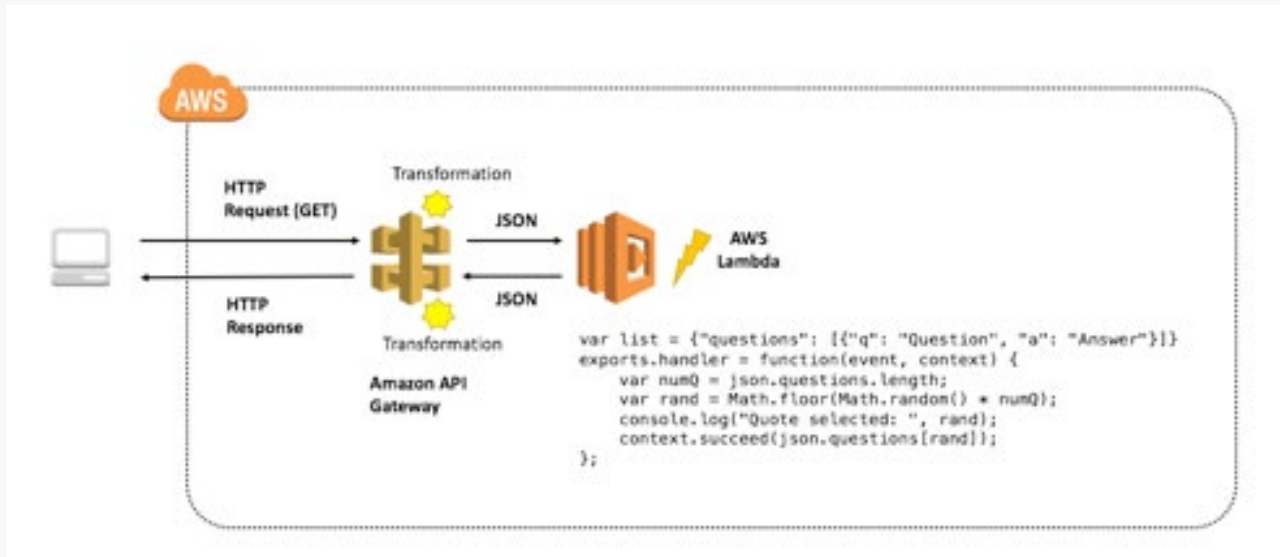 AWS
Transformation
HTTP
Request (GET)
JSON
AWS
Lambda
JSON
HTTP
Response
Transformation
Amazon API
Gateway
var list = {"questions": [{"q": "Question", "a": "Answer"}]}
exports.handler = function(event, context) {
    var numQ = json.questions.length;
    var rand = Math.floor(Math.random() * numQ);
    console.log("Quote selected: ", rand);
    context.succeed(json.questions[rand]);
};